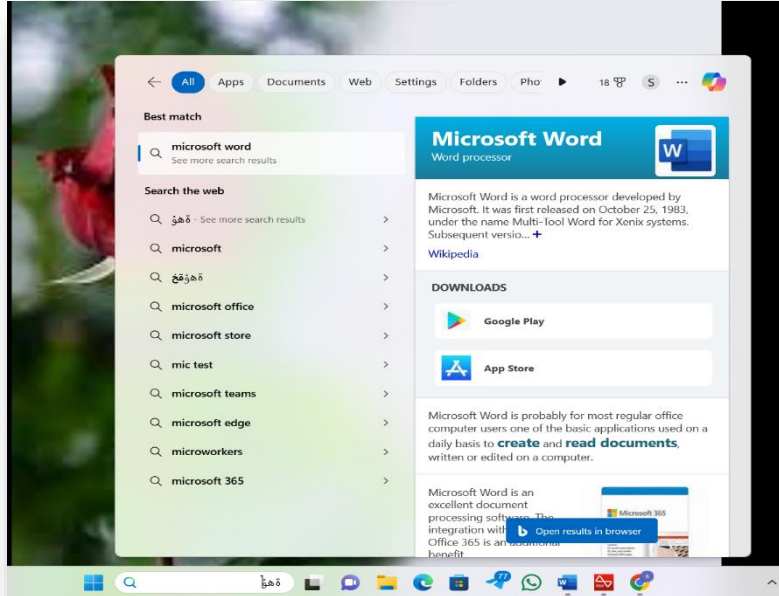 All Apps Documents Web Settings Folders Pho 18 S ...
Best match
microsoft word
See more search results
Search the web
ةهؤ - See more search results
microsoft
ةهؤقخ
microsoft office
microsoft store
mic test
microsoft teams
microsoft edge
microworkers
microsoft 365
Microsoft Word
Word processor
W
Microsoft Word is a word processor developed by
Microsoft. It was first released on October 25, 1983,
under the name Multi-Tool Word for Xenix systems.
Subsequent versio... +
Wikipedia
DOWNLOADS
Google Play
App Store
Microsoft Word is probably for most regular office
computer users one of the basic applications used on a
daily basis to create and read documents,
written or edited on a computer.
Microsoft Word is an
excellent document
processing software. The
integration with
Office 365 is an additional
benefit
Microsoft 365
Open results in browser
ةهؤ
77